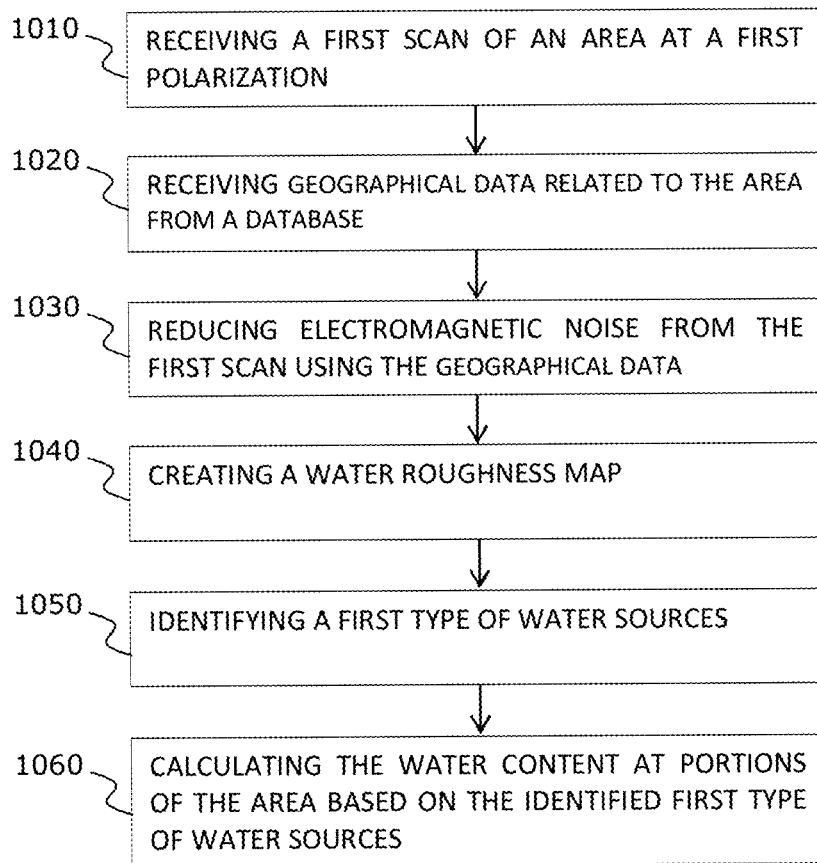 1010
RECEIVING A FIRST SCAN OF AN AREA AT A FIRST
POLARIZATION
1020
RECEIVING GEOGRAPHICAL DATA RELATED TO THE AREA
FROM A DATABASE
1030
REDUCING ELECTROMAGNETIC NOISE FROM THE
FIRST SCAN USING THE GEOGRAPHICAL DATA
1040
CREATING A WATER ROUGHNESS MAP
1050
IDENTIFYING A FIRST TYPE OF WATER SOURCES
1060
CALCULATING THE WATER CONTENT AT PORTIONS
OF THE AREA BASED ON THE IDENTIFIED FIRST TYPE
OF WATER SOURCES